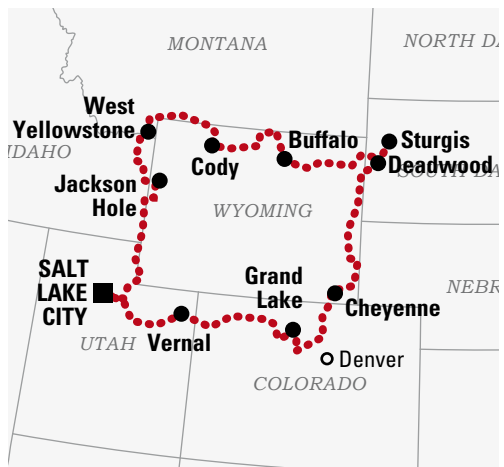 MONTANA
NORTH DA
West
Yellowstone
Buffalo
Sturgis
Cody
Deadwood
IDAHO
SOUTH DA
Jackson
Hole
WYOMING
SALT
LAKE
CITY
Grand
Lake
NEBR
Cheyenne
UTAH
Vernal
Denver
COLORADO